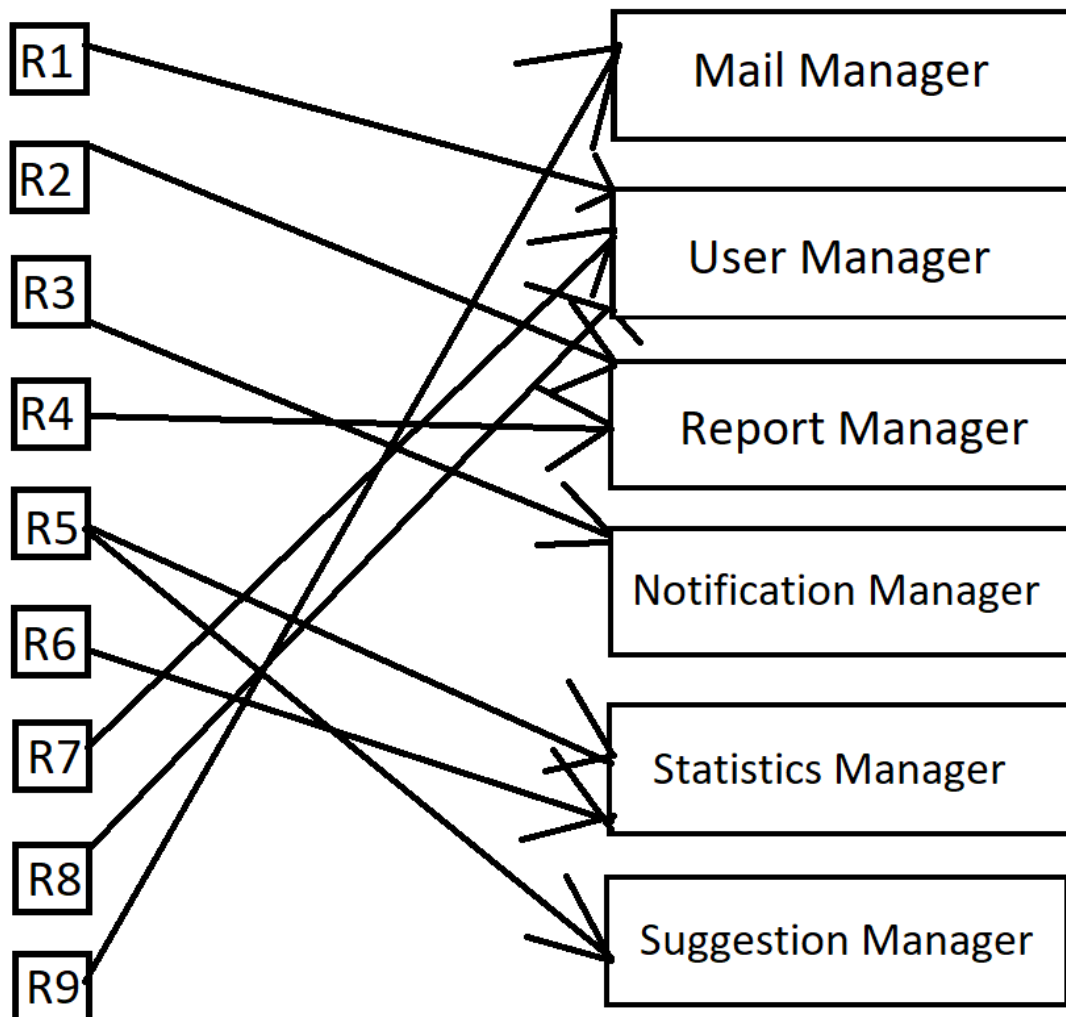 R1
R2
R3
R4
R5
R6
R7
R8
R9
Mail Manager
User Manager
Report Manager
Notification Manager
Statistics Manager
Suggestion Manager